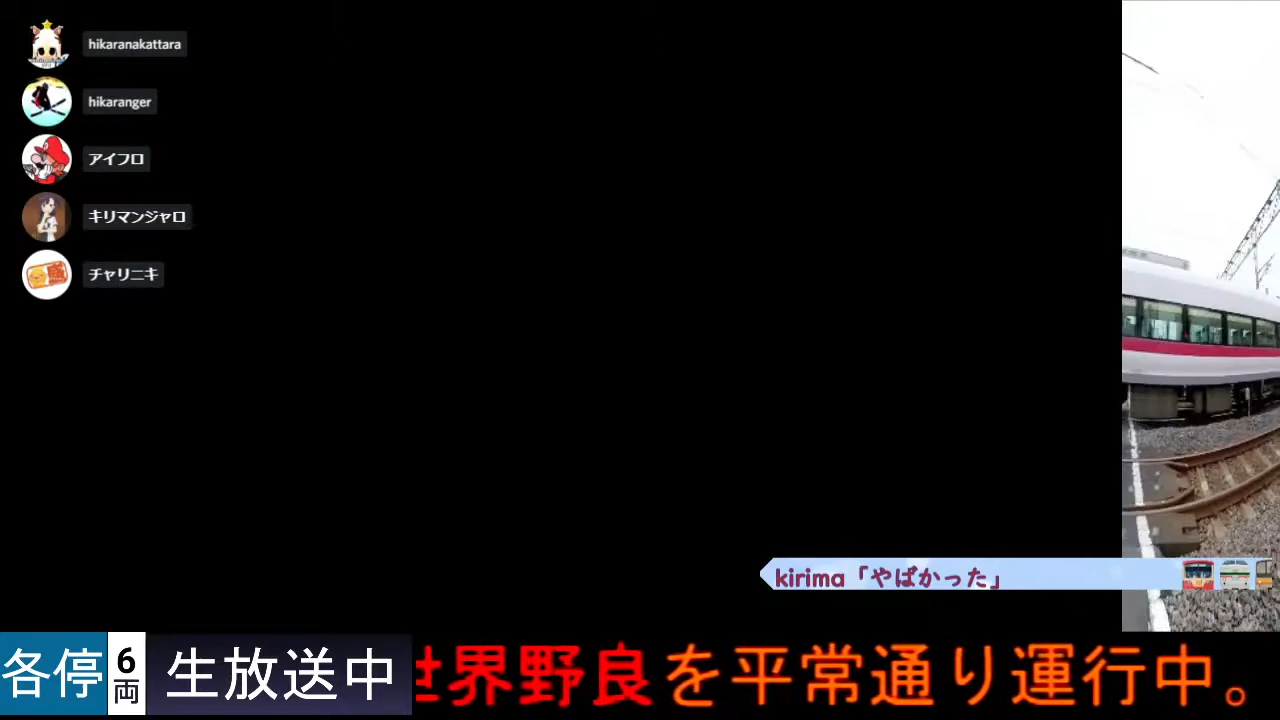 hikaranakattara
hikaranger
アイフロ
キリマンジャロ
チャリニキ
kirima「やばかった」
各停
6両
生放送中
世界野良を平常通り運行中。